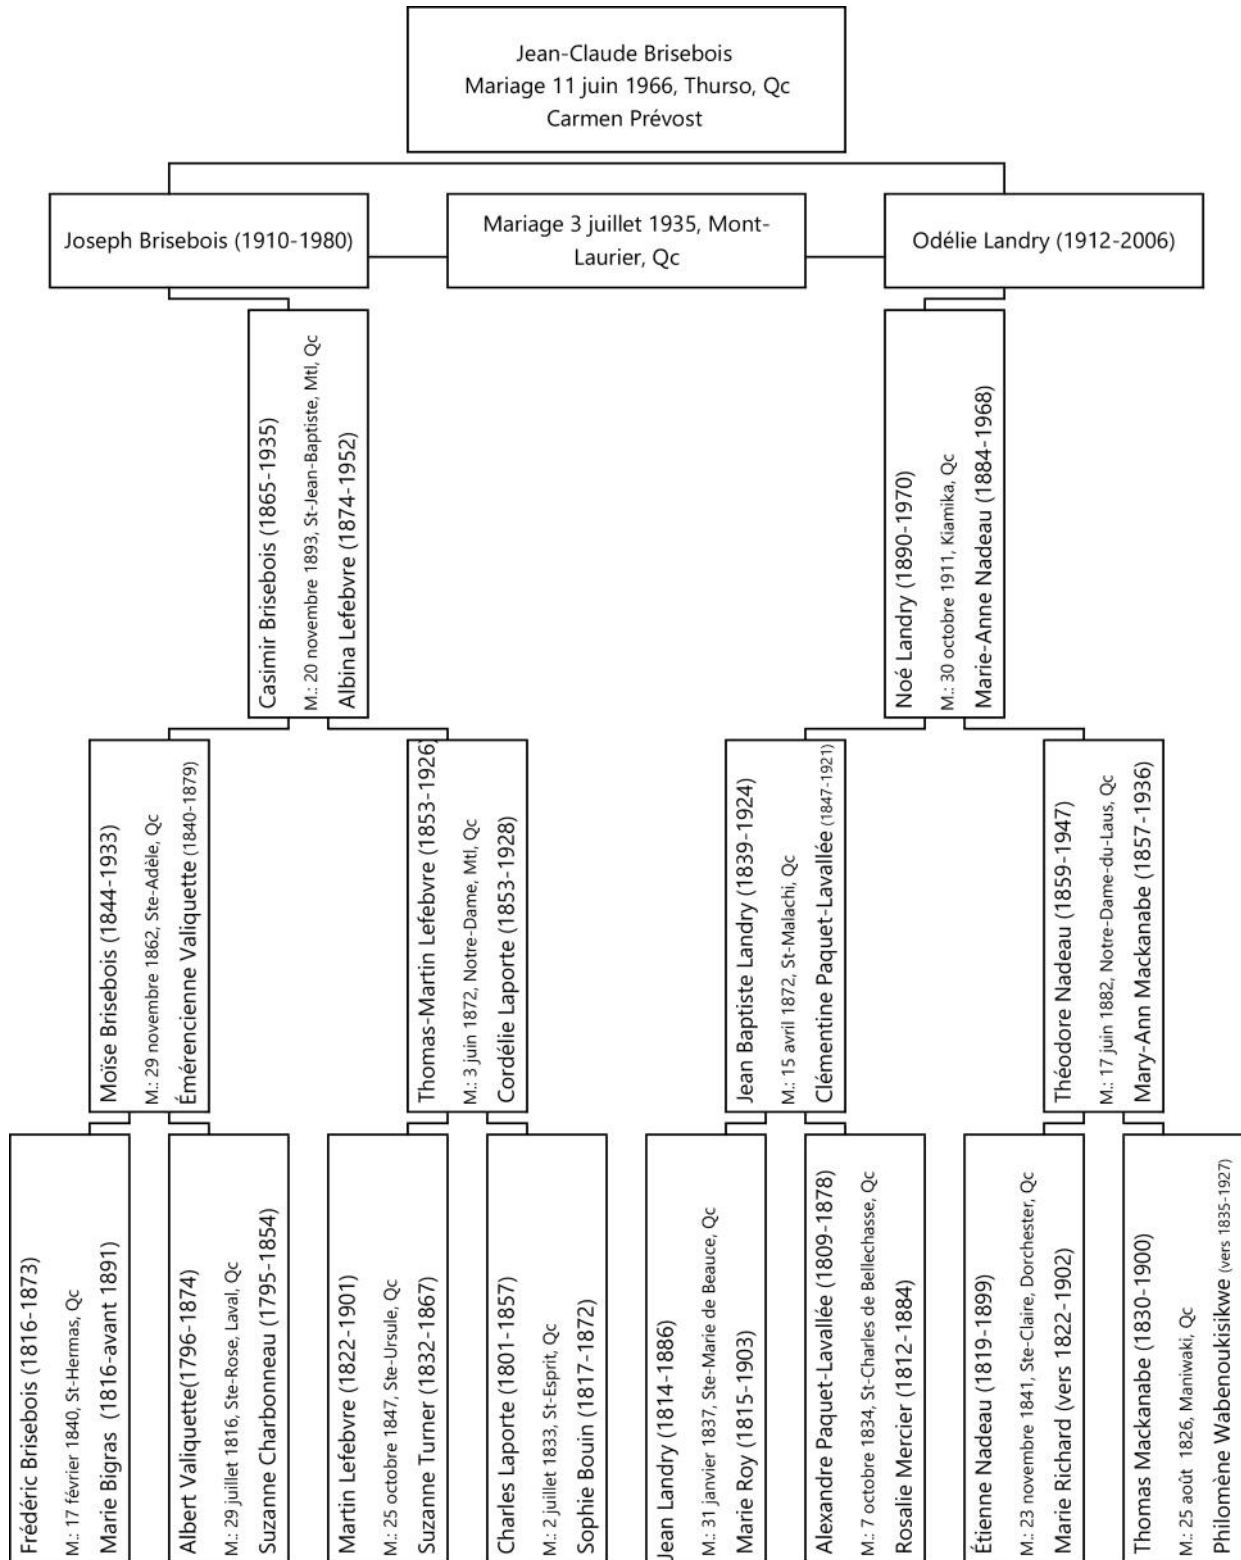 Jean-Claude Brisebois
Mariage 11 juin 1966, Thurso, Qc
Carmen Prévost
Joseph Brisebois (1910-1980)
Mariage 3 juillet 1935, Mont-
Laurier, Qc
Odélie Landry (1912-2006)
Casimir Brisebois (1865-1935)
M.: 20 novembre 1893, St-Jean-Baptiste, Mtl, Qc
Albina Lefebvre (1874-1952)
Noé Landry (1890-1970)
M.: 30 octobre 1911, Kiamika, Qc
Marie-Anne Nadeau (1884-1968)
Moïse Brisebois (1844-1933)
M.: 29 novembre 1862, Ste-Adèle, Qc
Émérencienne Valiquette (1840-1879)
Thomas-Martin Lefebvre (1853-1926)
M.: 3 juin 1872, Notre-Dame, Mtl, Qc
Cordélie Laporte (1853-1928)
Jean Baptiste Landry (1839-1924)
M.: 15 avril 1872, St-Malachi, Qc
Clémentine Paquet-Lavallée (1847-1921)
Théodore Nadeau (1859-1947)
M.: 17 juin 1882, Notre-Dame-du-Laus, Qc
Mary-Ann Mackanabe (1857-1936)
Frédéric Brisebois (1816-1873)
M.: 17 février 1840, St-Hermas, Qc
Marie Bigras (1816-avant 1891)
Albert Valiquette(1796-1874)
M.: 29 juillet 1816, Ste-Rose, Laval, Qc
Suzanne Charbonneau (1795-1854)
Martin Lefebvre (1822-1901)
M.: 25 octobre 1847, Ste-Ursule, Qc
Suzanne Turner (1832-1867)
Charles Laporte (1801-1857)
M.: 2 juillet 1833, St-Esprit, Qc
Sophie Bouin (1817-1872)
Jean Landry (1814-1886)
M.: 31 janvier 1837, Ste-Marie de Beauce, Qc
Marie Roy (1815-1903)
Alexandre Paquet-Lavallée (1809-1878)
M.: 7 octobre 1834, St-Charles de Bellechasse, Qc
Rosalie Mercier (1812-1884)
Étienne Nadeau (1819-1899)
M.: 23 novembre 1841, Ste-Claire, Dorchester, Qc
Marie Richard (vers 1822-1902)
Thomas Mackanabe (1830-1900)
M.: 25 août 1826, Maniwaki, Qc
Philomène Wabenoukisikwe (vers 1835-1927)